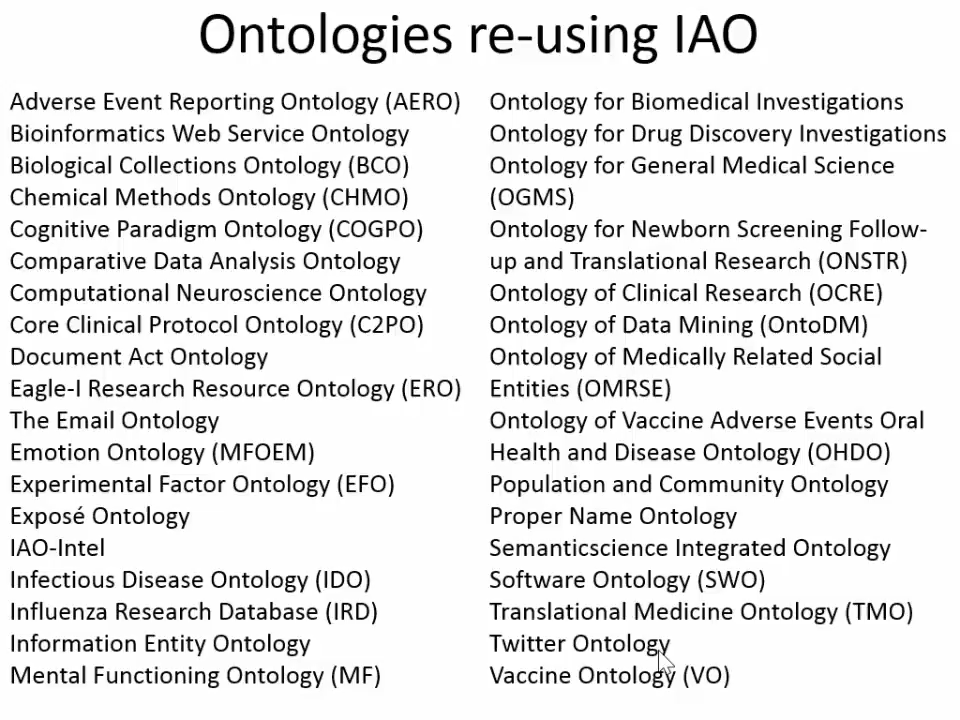 Ontologies re-using IAO
Adverse Event Reporting Ontology (AERO)
Bioinformatics Web Service Ontology
Biological Collections Ontology (BCO)
Chemical Methods Ontology (CHMO)
Cognitive Paradigm Ontology (COGPO)
Comparative Data Analysis Ontology
Computational Neuroscience Ontology
Core Clinical Protocol Ontology (C2PO)
Document Act Ontology
Eagle-I Research Resource Ontology (ERO)
The Email Ontology
Emotion Ontology (MFOEM)
Experimental Factor Ontology (EFO)
Exposé Ontology
IAO-Intel
Infectious Disease Ontology (IDO)
Influenza Research Database (IRD)
Information Entity Ontology
Mental Functioning Ontology (MF)
Ontology for Biomedical Investigations
Ontology for Drug Discovery Investigations
Ontology for General Medical Science
(OGMS)
Ontology for Newborn Screening Follow-
up and Translational Research (ONSTR)
Ontology of Clinical Research (OCRE)
Ontology of Data Mining (OntoDM)
Ontology of Medically Related Social
Entities (OMRSE)
Ontology of Vaccine Adverse Events Oral
Health and Disease Ontology (OHDO)
Population and Community Ontology
Proper Name Ontology
Semanticscience Integrated Ontology
Software Ontology (SWO)
Translational Medicine Ontology (TMO)
Twitter Ontology
Vaccine Ontology (VO)